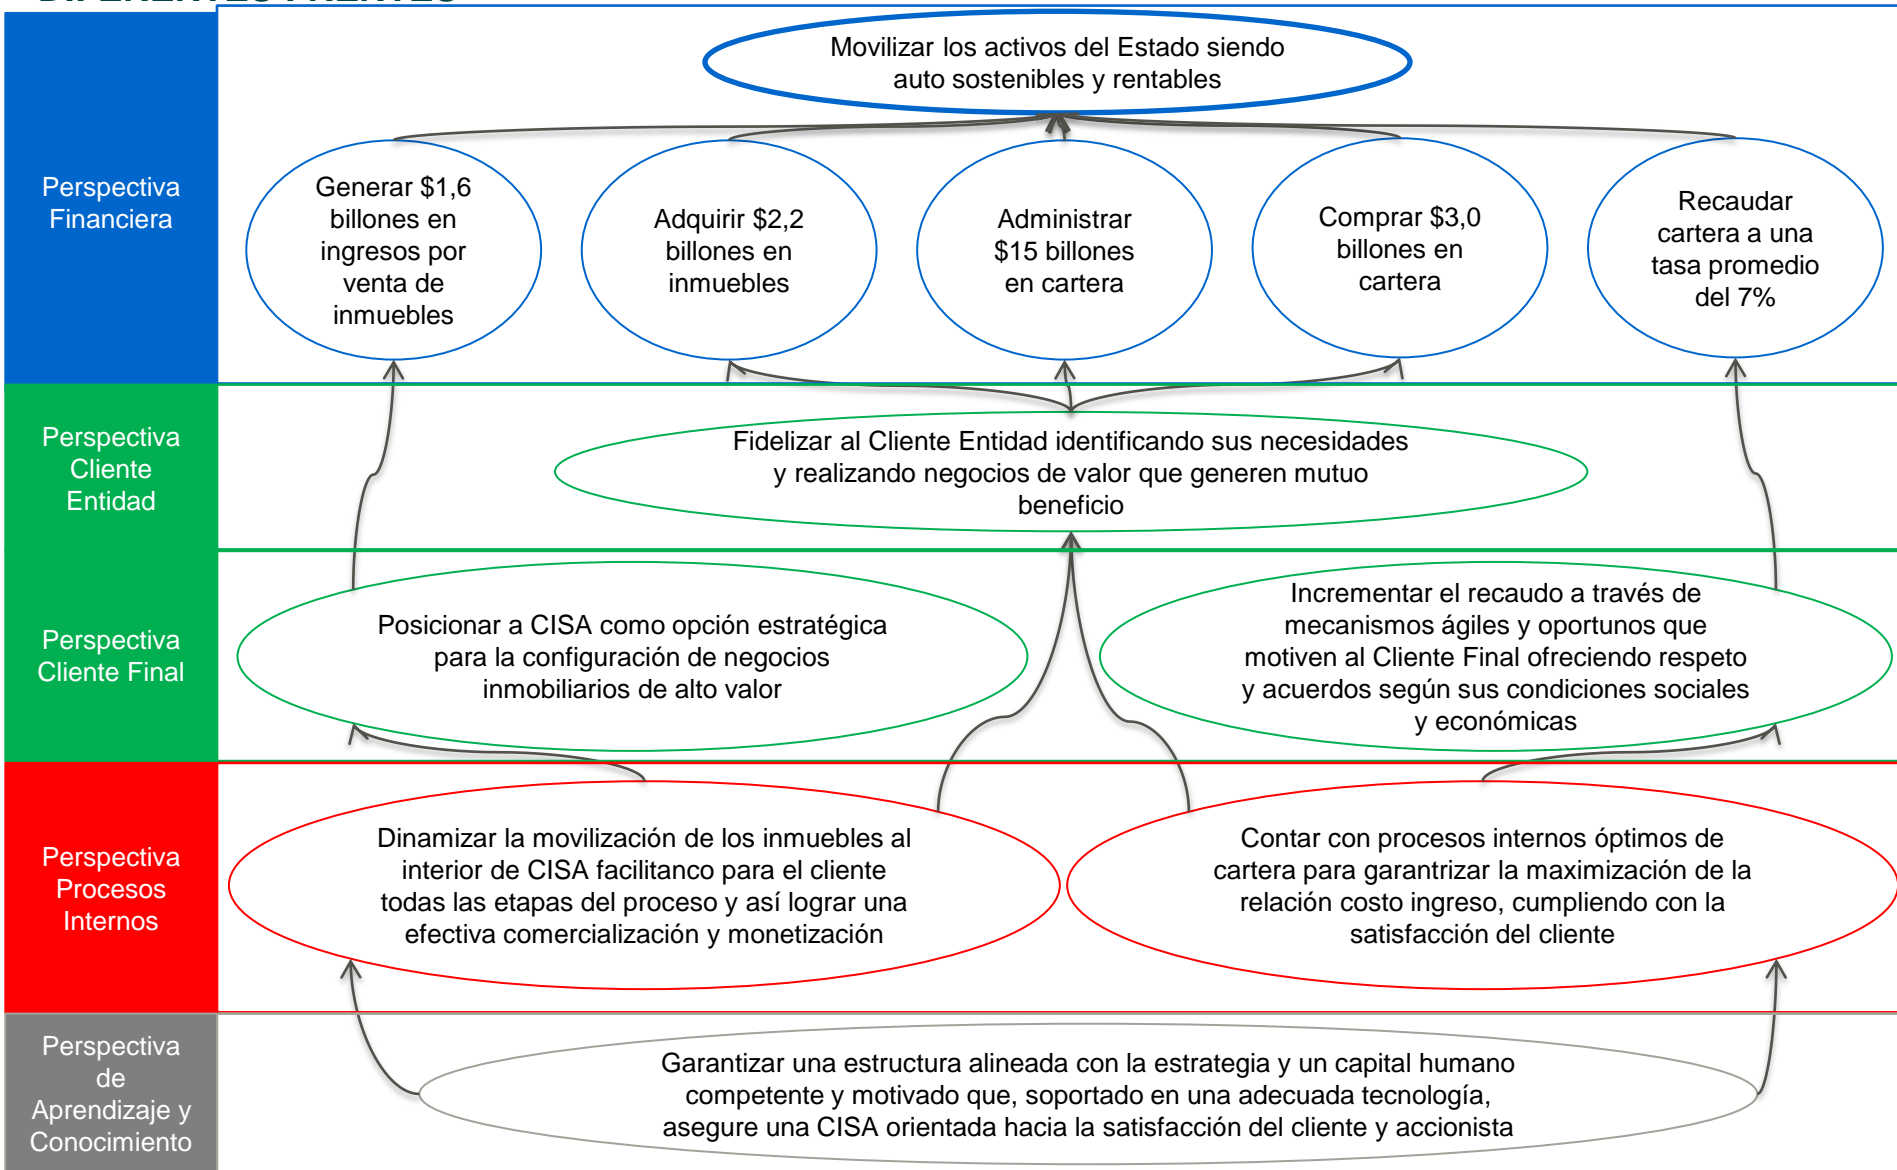 DIFERENTES FRENTES
Movilizar los activos del Estado siendo
auto sostenibles y rentables
Perspectiva
Financiera
Generar $1,6
billones en
ingresos por
venta de
inmuebles
Adquirir $2,2
billones en
inmuebles
Administrar
$15 billones
en cartera
Comprar $3,0
billones en
cartera
Recaudar
cartera a una
tasa promedio
del 7%
Perspectiva
Cliente
Entidad
Fidelizar al Cliente Entidad identificando sus necesidades
y realizando negocios de valor que generen mutuo
beneficio
Perspectiva
Cliente Final
Posicionar a CISA como opción estratégica
para la configuración de negocios
inmobiliarios de alto valor
Incrementar el recaudo a través de
mecanismos ágiles y oportunos que
motiven al Cliente Final ofreciendo respeto
y acuerdos según sus condiciones sociales
y económicas
Perspectiva
Procesos
Internos
Dinamizar la movilización de los inmuebles al
interior de CISA facilitanco para el cliente
todas las etapas del proceso y así lograr una
efectiva comercialización y monetización
Contar con procesos internos óptimos de
cartera para garantrizar la maximización de la
relación costo ingreso, cumpliendo con la
satisfacción del cliente
Perspectiva
de
Aprendizaje y
Conocimiento
Garantizar una estructura alineada con la estrategia y un capital humano
competente y motivado que, soportado en una adecuada tecnología,
asegure una CISA orientada hacia la satisfacción del cliente y accionista